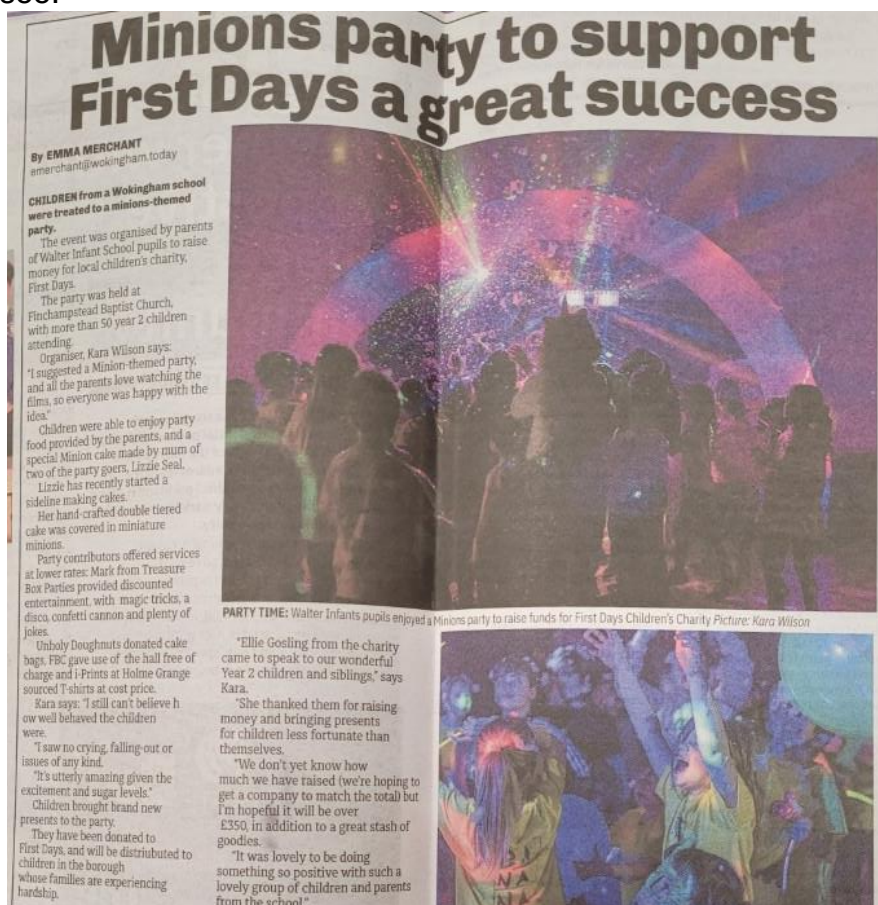 Minions party to support
First Days a great success
By EMMA MERCHANT
emerchant@wokingham.today
CHILDREN from a Wokingham school
were treated to a minions-themed
party.
The event was organised by parents
of Walter Infant School pupils to raise
money for local children's charity,
First Days.
The party was held at
Finchampstead Baptist Church,
with more than 50 year 2 children
attending.
Organiser, Kara Wilson says:
"I suggested a Minion-themed party,
and all the parents love watching the
films, so everyone was happy with the
idea."
Children were able to enjoy party
food provided by the parents, and a
special Minion cake made by mum of
two of the party goers, Lizzie Seal.
Lizzie has recently started a
sideline making cakes.
Her hand-crafted double tiered
cake was covered in miniature
minions.
Party contributors offered services
at lower rates: Mark from Treasure
Box Parties provided discounted
entertainment, with magic tricks, a
disco, confetti cannon and plenty of
jokes.
Unholy Doughnuts donated cake
bags, FBC gave use of the hall free of
charge and i-Prints at Holme Grange
sourced T-shirts at cost price.
Kara says: "I still can't believe h
ow well behaved the children
were.
"I saw no crying, falling-out or
issues of any kind.
"It's utterly amazing given the
excitement and sugar levels."
Children brought brand new
presents to the party.
They have been donated to
First Days, and will be distriubuted to
children in the borough
whose families are experiencing
hardship.
PARTY TIME: Walter Infants pupils enjoyed a Minions party to raise funds for First Days Children's Charity Picture: Kara Wilson
"Ellie Gosling from the charity
came to speak to our wonderful
Year 2 children and siblings," says
Kara.
"She thanked them for raising
money and bringing presents
for children less fortunate than
themselves.
"We don't yet know how
much we have raised (we're hoping to
get a company to match the total) but
I'm hopeful it will be over
£350, in addition to a great stash of
goodies.
"It was lovely to be doing
something so positive with such a
lovely group of children and parents
from the school."